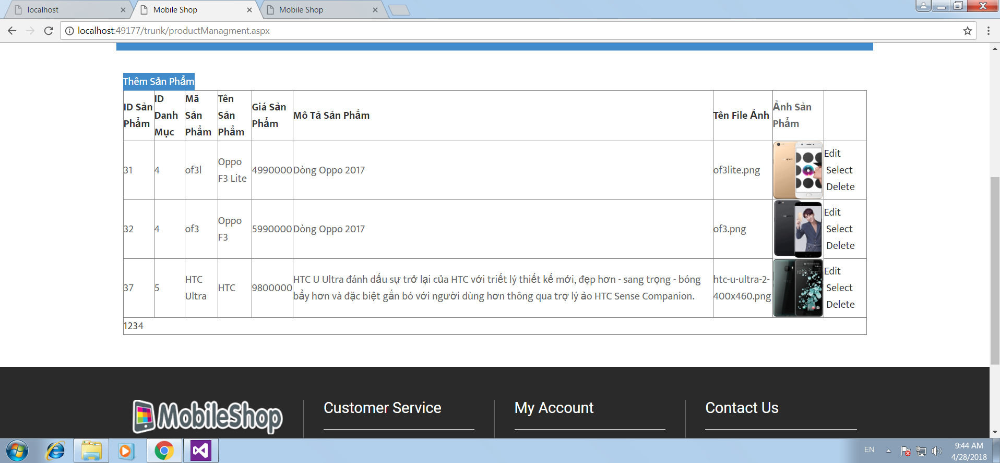 localhost
Mobile Shop
Mobile Shop
localhost:49177/trunk/productManagment.aspx
Thêm Sản Phẩm
ID Sản Phẩm
ID Danh Mục
Mã Sản Phẩm
Tên Sản Phẩm
Giá Sản Phẩm
Mô Tả Sản Phẩm
Tên File Ảnh
Ảnh Sản Phẩm
31
4
of3l
Oppo F3 Lite
4990000
Dòng Oppo 2017
of3lite.png
Edit
Select
Delete
32
4
of3
Oppo F3
5990000
Dòng Oppo 2017
of3.png
Edit
Select
Delete
37
5
HTC Ultra
HTC
9800000
HTC U Ultra đánh dấu sự trở lại của HTC với triết lý thiết kế mới, đẹp hơn - sang trọng - bóng
bẩy hơn và đặc biệt gắn bó với người dùng hơn thông qua trợ lý ảo HTC Sense Companion.
htc-u-ultra-2-
400x460.png
Edit
Select
Delete
1234
MobileShop
Customer Service
My Account
Contact Us
EN
9:44 AM
4/28/2018